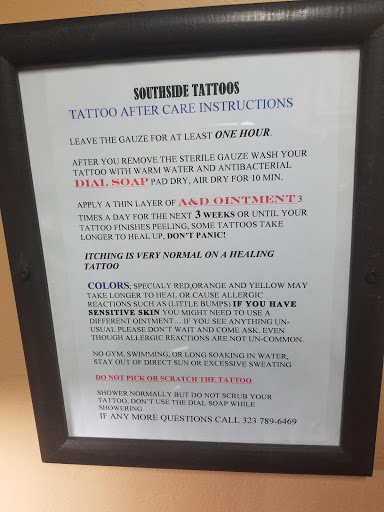 SOUTHSIDE TATTOOS
TATTOO AFTER CARE INSTRUCTIONS
LEAVE THE GAUZE FOR AT LEAST ONE HOUR.
AFTER YOU REMOVE THE STERILE GAUZE WASH YOUR
TATTOO WITH WARM WATER AND ANTIBACTERIAL
DIAL SOAP PAD DRY, AIR DRY FOR 10 MIN.
APPLY A THIN LAYER OF A&D OINTMENT 3
TIMES A DAY FOR THE NEXT 3 WEEKS OR UNTIL YOUR
TATTOO FINISHES PEELING, SOME TATTOOS TAKE
LONGER TO HEAL UP, DON'T PANIC!
ITCHING IS VERY NORMAL ON A HEALING
TATTOO
COLORS; SPECIALY RED,ORANGE AND YELLOW MAY
TAKE LONGER TO HEAL OR CAUSE ALLERGIC
REACTIONS SUCH AS (LITTLE BUMPS) IF YOU HAVE
SENSITIVE SKIN YOU MIGHT NEED TO USE A
DIFFERENT OINTMENT... IF YOU SEE ANYTHING UN-
USUAL PLEASE DON'T WAIT AND COME ASK. EVEN
THOUGH ALLERGIC REACTIONS ARE NOT UN-COMMON.
NO GYM, SWIMMING, OR LONG SOAKING IN WATER,
STAY OUT OF DIRECT SUN OR EXCESSIVE SWEATING
DO NOT PICK OR SCRATCH THE TATTOO
SHOWER NORMALLY BUT DO NOT SCRUB YOUR
TATTOO, DON'T USE THE DIAL SOAP WHILE
SHOWERING
IF ANY MORE QUESTIONS CALL 323 789-6469